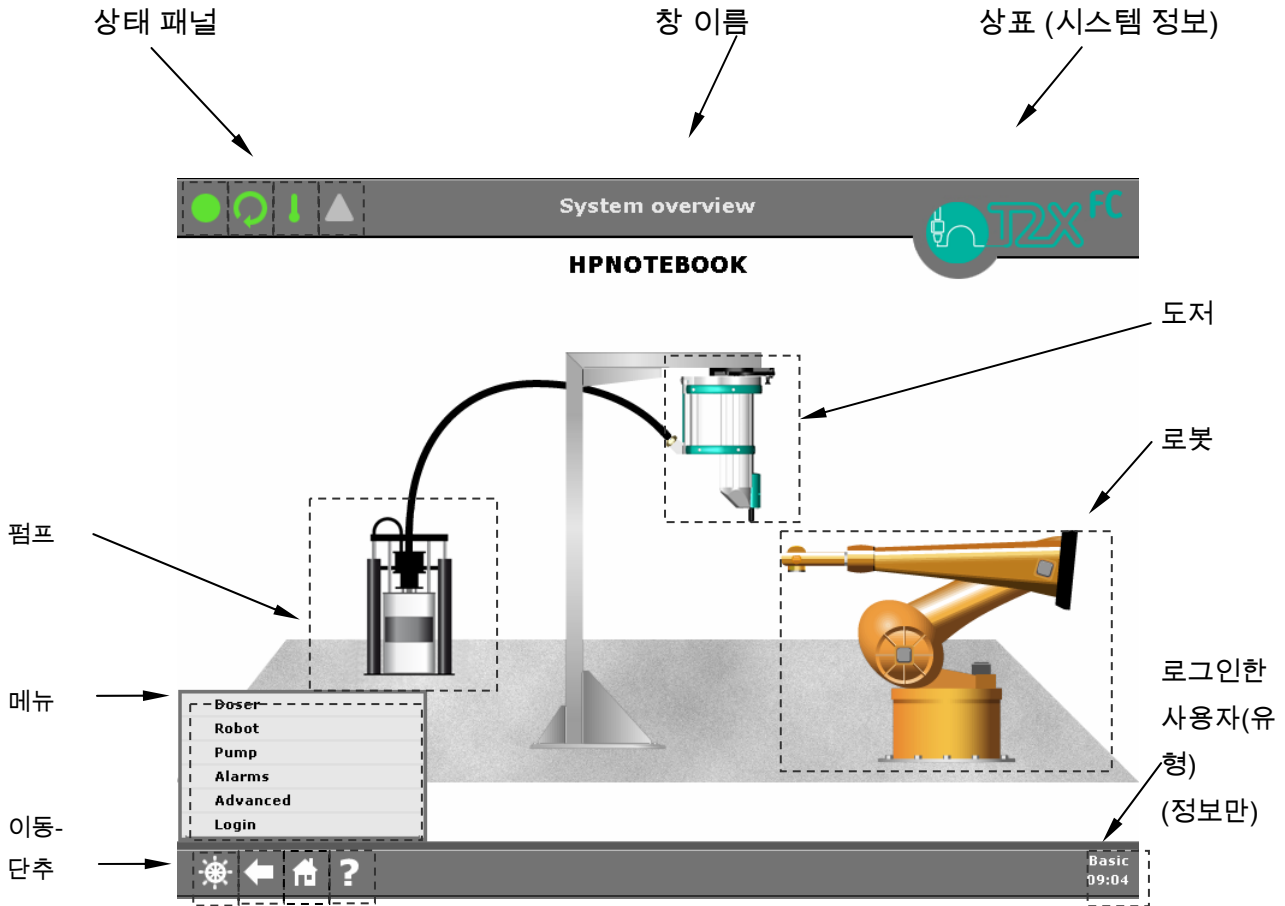 상태 패널
창 이름
상표 (시스템 정보)
System overview
T2X FC
HPNOTEBOOK
도저
로봇
펌프
메뉴
Doser
Robot
Pump
Alarms
Advanced
Login
로그인한
사용자(유
형)
(정보만)
이동-
단추
?
Basic
09:04